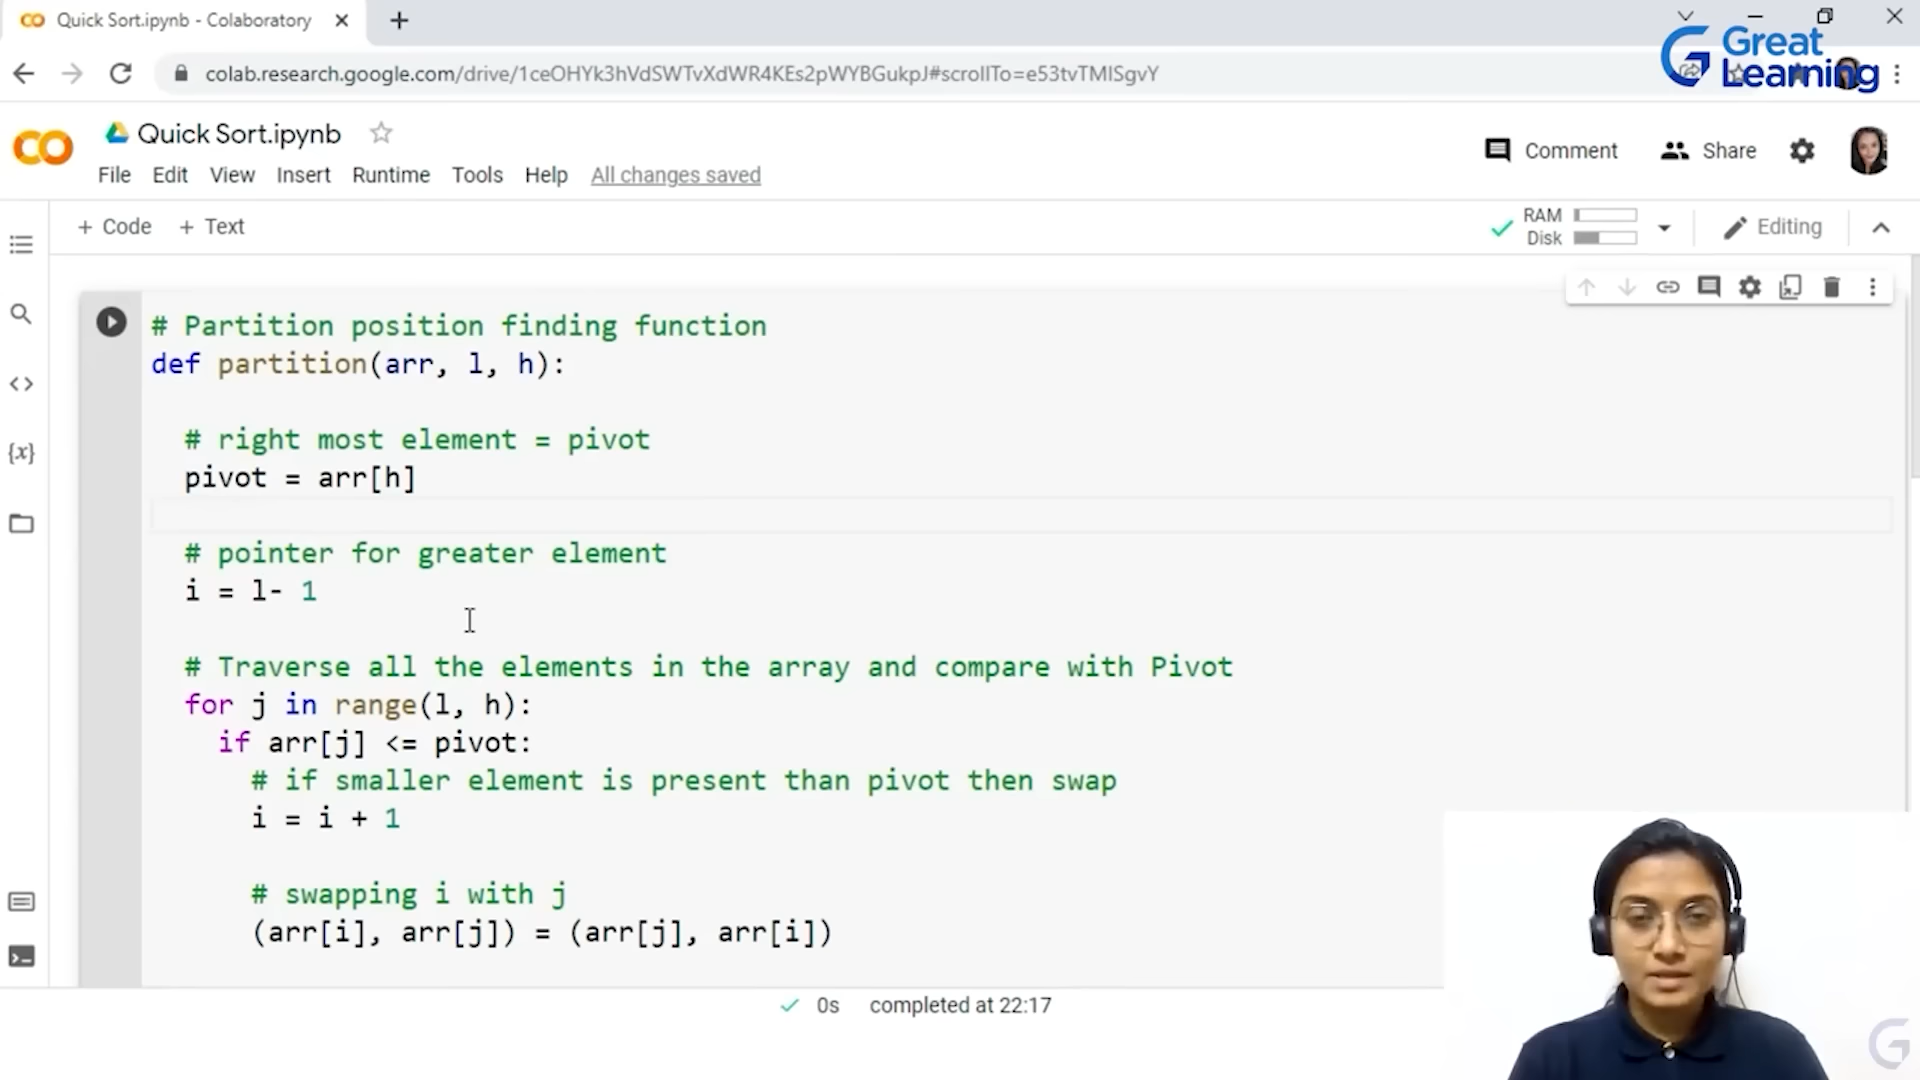 Quick Sort.ipynb - Colaboratory
colab.research.google.com/drive/1ceOHYk3hVdSWTvXdWR4KEs2pWYBGukpJ#scrollTo=e53tvTMISgvY
Great
Learning
Quick Sort.ipynb
File Edit View Insert Runtime Tools Help All changes saved
Comment Share
+ Code + Text
RAM
Disk
Editing
# Partition position finding function
def partition(arr, l, h):
# right most element = pivot
pivot = arr[h]
# pointer for greater element
i = l- 1
# Traverse all the elements in the array and compare with Pivot
for j in range(l, h):
if arr[j] <= pivot:
# if smaller element is present than pivot then swap
i = i + 1
# swapping i with j
(arr[i], arr[j]) = (arr[j], arr[i])
0s completed at 22:17